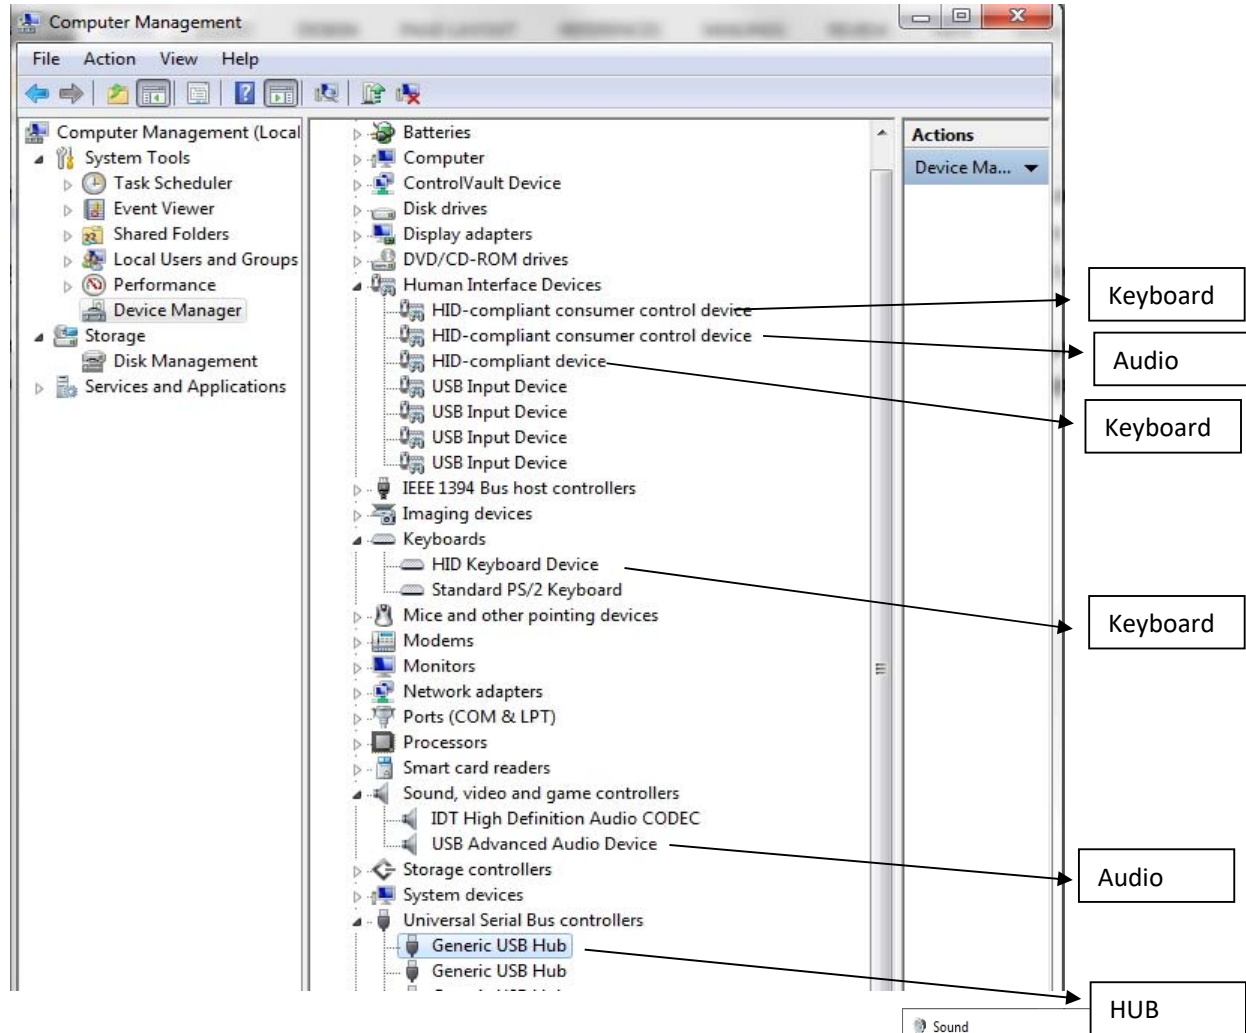 Computer Management
File Action View Help
Computer Management (Local
System Tools
Task Scheduler
Event Viewer
Shared Folders
Local Users and Groups
Performance
Device Manager
Storage
Disk Management
Services and Applications
Batteries
Computer
ControlVault Device
Disk drives
Display adapters
DVD/CD-ROM drives
Human Interface Devices
HID-compliant consumer control device
HID-compliant consumer control device
HID-compliant device
USB Input Device
USB Input Device
USB Input Device
USB Input Device
IEEE 1394 Bus host controllers
Imaging devices
Keyboards
HID Keyboard Device
Standard PS/2 Keyboard
Mice and other pointing devices
Modems
Monitors
Network adapters
Ports (COM & LPT)
Processors
Smart card readers
Sound, video and game controllers
IDT High Definition Audio CODEC
USB Advanced Audio Device
Storage controllers
System devices
Universal Serial Bus controllers
Generic USB Hub
Generic USB Hub
Actions
Device Ma...
Keyboard
Audio
Keyboard
Keyboard
Audio
HUB
Sound